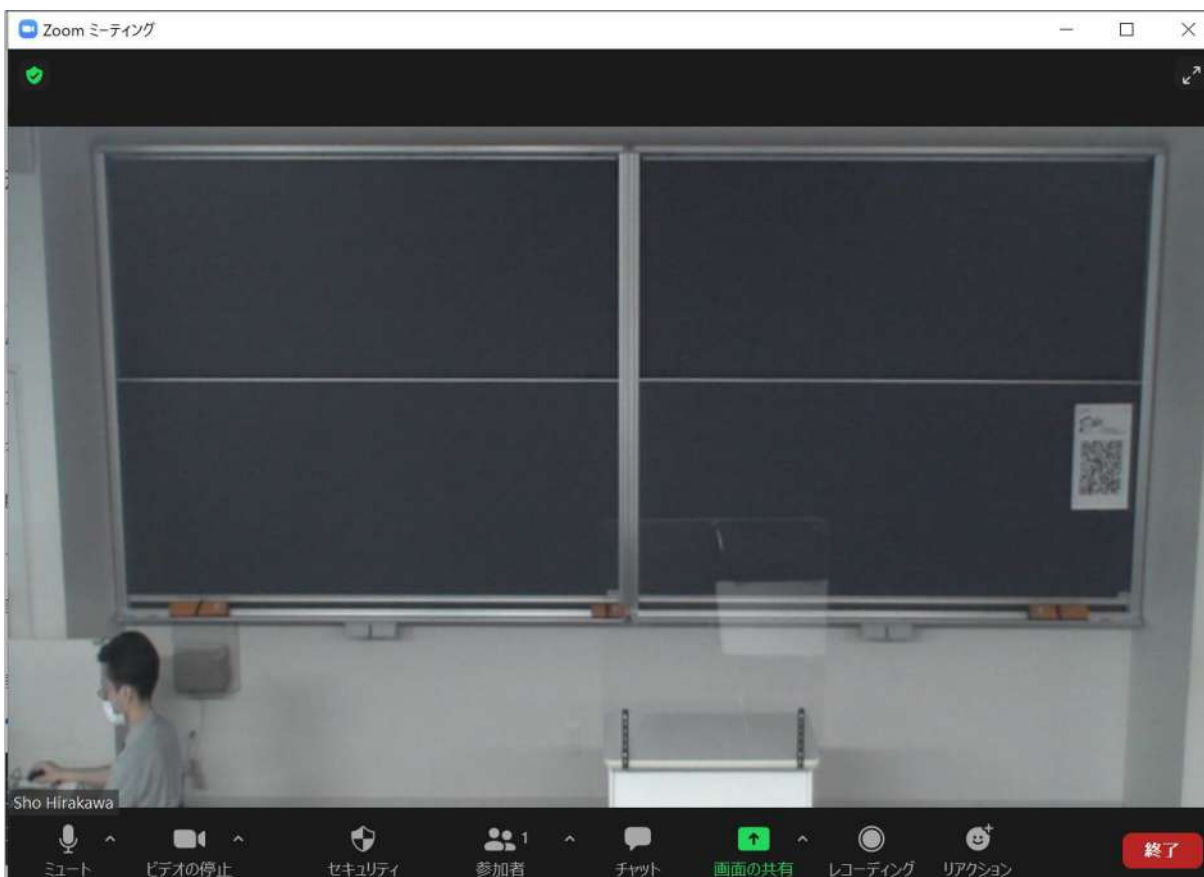 Zoom ミーティング
Sho Hirakawa
ミュート
ビデオの停止
セキュリティ
参加者
1
チャット
画面の共有
レコーディング
リアクション
終了